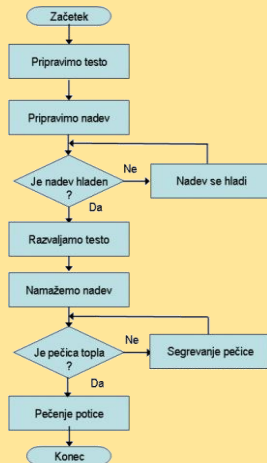 Začetek
Pripravimo testo
Pripravimo nadev
Je nadev hladen
?
Ne
Nadev se hladi
Da
Razvaljamo testo
Namažemo nadev
Je pečica topla
?
Ne
Segrevanje pečice
Da
Pečenje potice
Konec